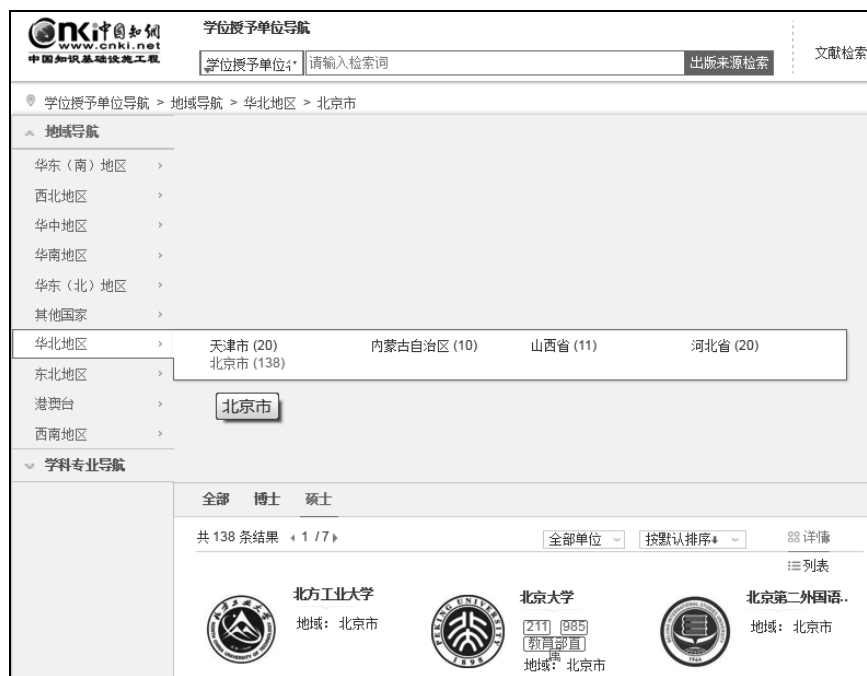 cnki中国知网
www.cnki.net
中国知识基础设施工程
学位授予单位导航
学位授予单位名
请输入检索词
出版来源检索
文献检索
学位授予单位导航 > 地域导航 > 华北地区 > 北京市
地域导航
华东（南）地区
西北地区
华中地区
华南地区
华东（北）地区
其他国家
华北地区
天津市 (20) 内蒙古自治区 (10) 山西省 (11) 河北省 (20)
北京市 (138)
东北地区
港澳台
北京市
西南地区
学科专业导航
全部 博士 硕士
共 138 条结果 1 / 7
全部单位 按默认排序 详情
列表
北方工业大学
地域：北京市
北京大学
211 985
教育部直属
地域：北京市
北京第二外国语..
地域：北京市
PEKING UNIVERSITY
1898